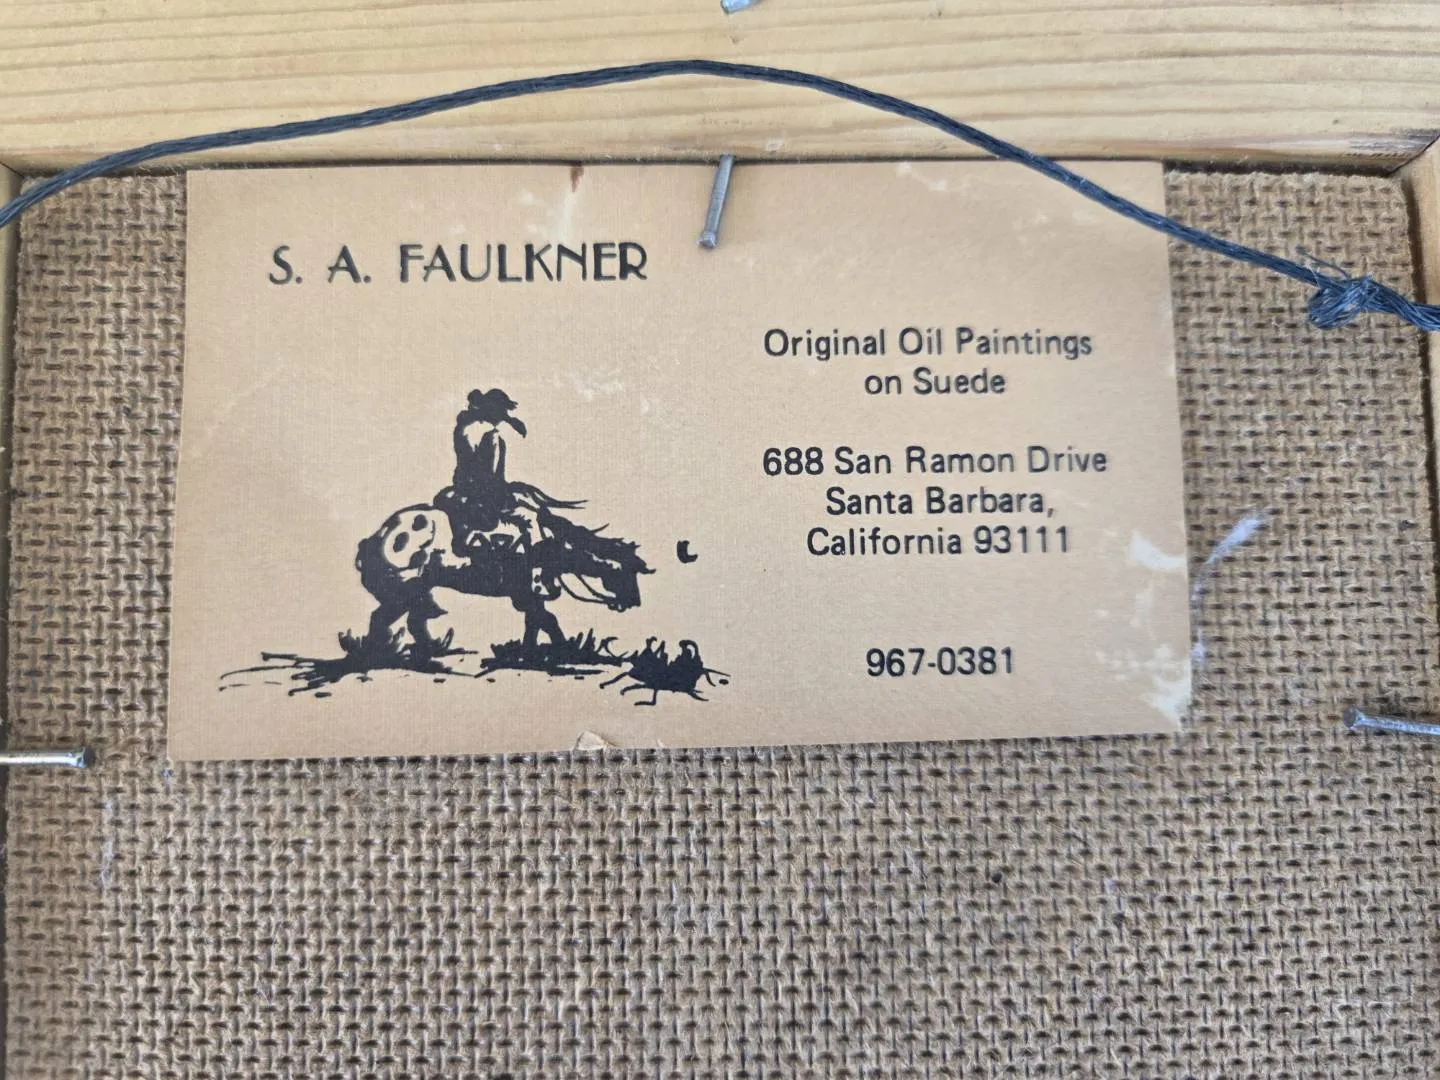 S. A. FAULKNER
Original Oil Paintings
on Suede
688 San Ramon Drive
Santa Barbara,
California 93111
967-0381